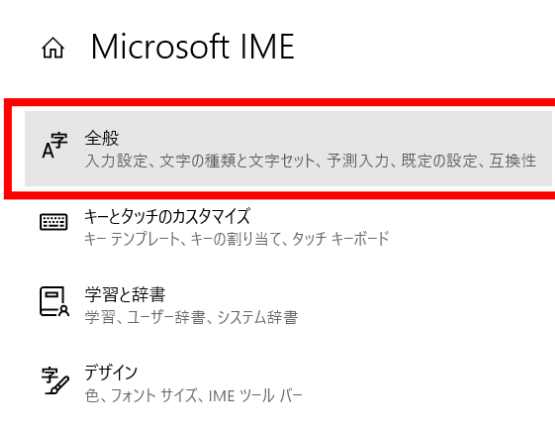 Microsoft IME
全般
入力設定、文字の種類と文字セット、予測入力、既定の設定、互換性
キーとタッチのカスタマイズ
キー テンプレート、キーの割り当て、タッチ キーボード
学習と辞書
学習、ユーザー辞書、システム辞書
デザイン
色、フォント サイズ、IME ツール バー